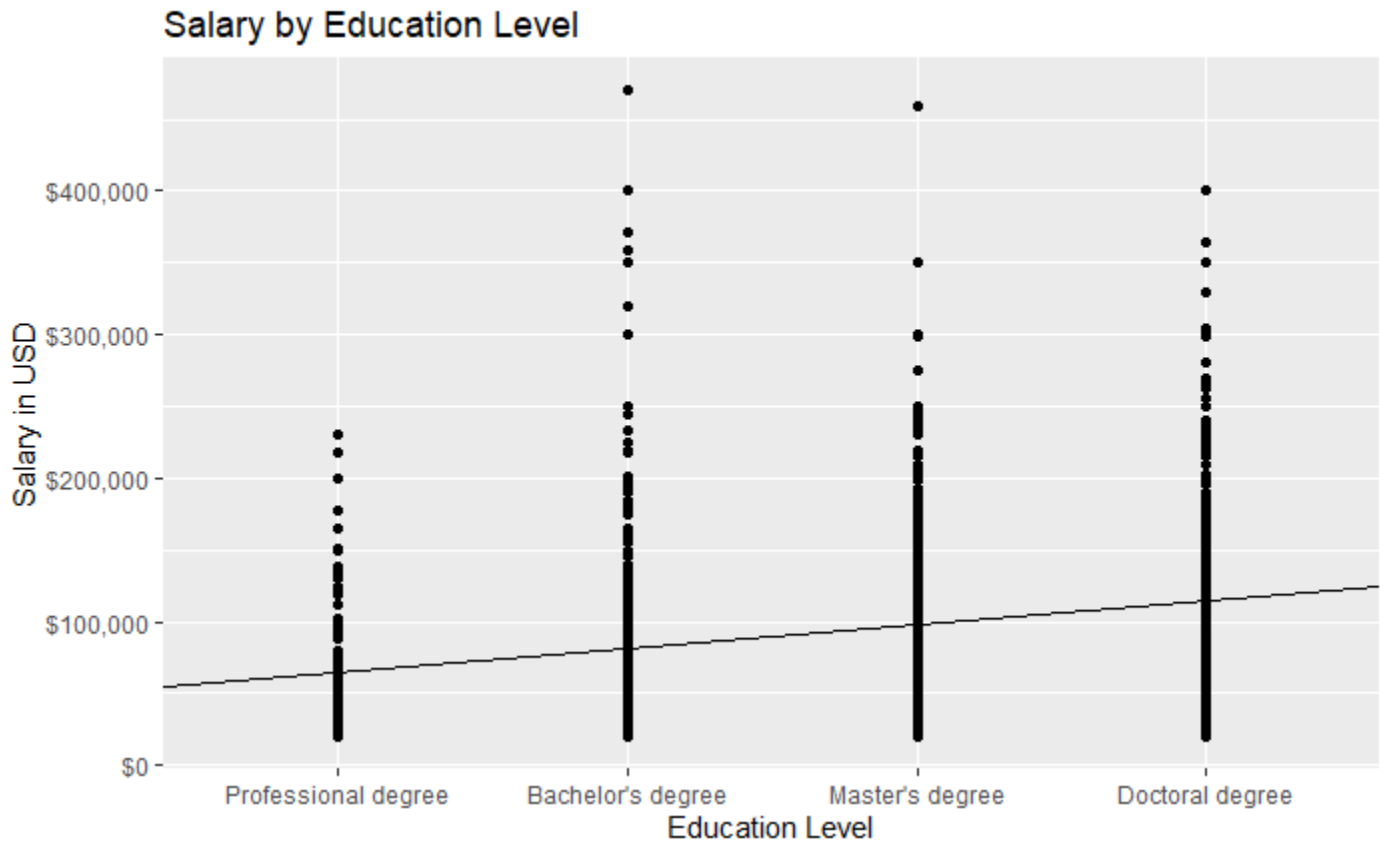 Salary by Education Level
Salary in USD
$400,000
$300,000
$200,000
$100,000
$0
Professional degree
Bachelor's degree
Master's degree
Doctoral degree
Education Level